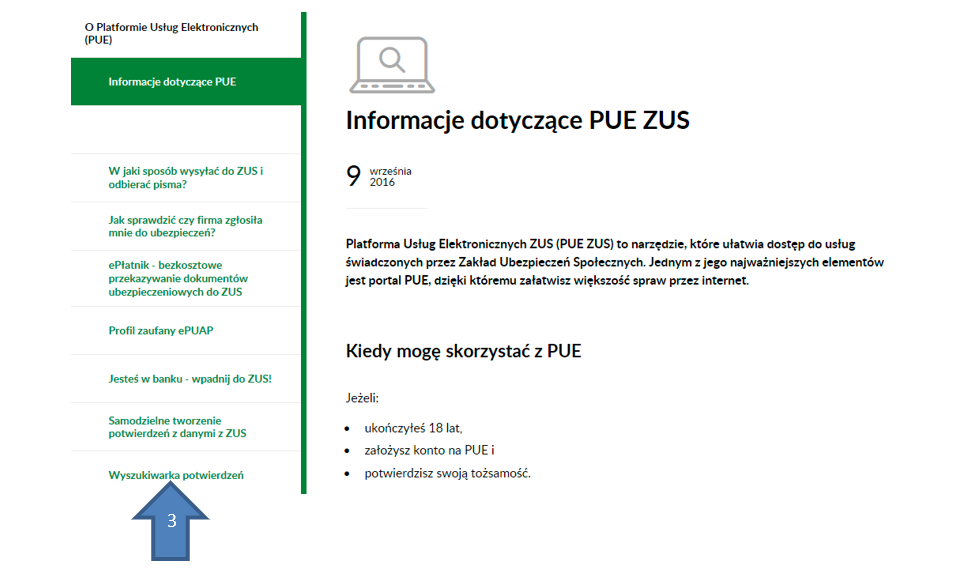 O Platformie Usług Elektronicznych
(PUE)
Informacje dotyczące PUE
W jaki sposób wysyłać do ZUS i
odbierać pisma?
Jak sprawdzić czy firma zgłosiła
mnie do ubezpieczeń?
ePłatnik - bezkosztowe
przekazywanie dokumentów
ubezpieczeniowych do ZUS
Profil zaufany ePUAP
Jesteś w banku - wpadnij do ZUS!
Samodzielne tworzenie
potwierdzeń z danymi z ZUS
Wyszukiwarka potwierdzeń
3
Informacje dotyczące PUE ZUS
9 września
2016
Platforma Usług Elektronicznych ZUS (PUE ZUS) to narzędzie, które ułatwia dostęp do usług
świadczonych przez Zakład Ubezpieczeń Społecznych. Jednym z jego najważniejszych elementów
jest portal PUE, dzięki któremu załatwisz większość spraw przez internet.
Kiedy mogę skorzystać z PUE
Jeżeli:
• ukończyłeś 18 lat,
• założysz konto na PUE i
• potwierdzisz swoją tożsamość.